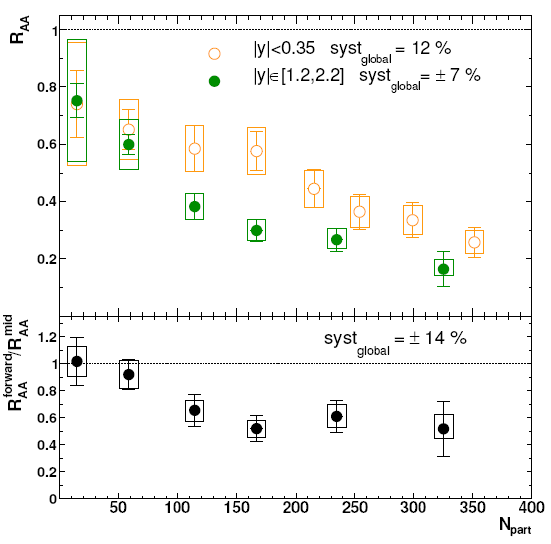 R_AA
1
0.8
0.6
0.4
0.2
|y|<0.35 syst_global = 12 %
|y|∈[1.2,2.2] syst_global = ± 7 %
R_AA^forward/R_AA^mid
1.2
1
0.8
0.6
0.4
0.2
0
syst_global = ± 14 %
50 100 150 200 250 300 350 400
N_part